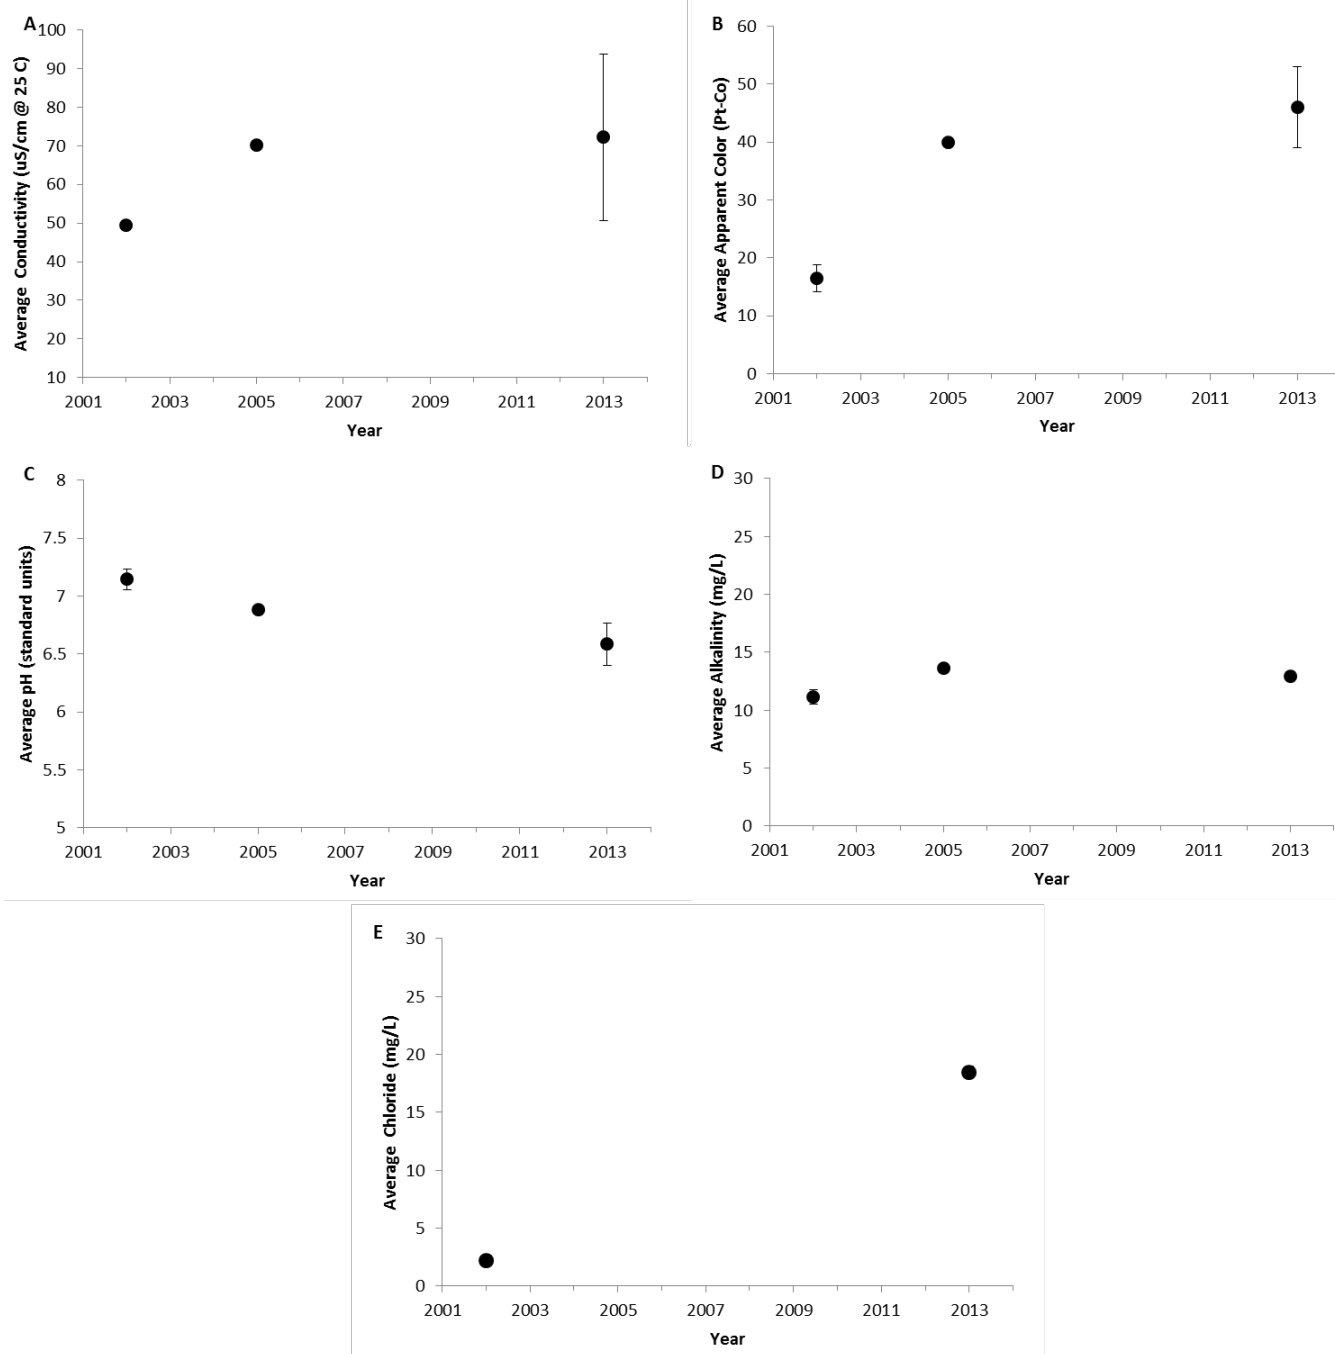 A
Average Conductivity (uS/cm @ 25 C)
100
90
80
70
60
50
40
30
20
10
2001 2003 2005 2007 2009 2011 2013
Year
B
Average Apparent Color (Pt-Co)
60
50
40
30
20
10
0
2001 2003 2005 2007 2009 2011 2013
Year
C
Average pH (standard units)
8
7.5
7
6.5
6
5.5
5
2001 2003 2005 2007 2009 2011 2013
Year
D
Average Alkalinity (mg/L)
30
25
20
15
10
5
0
2001 2003 2005 2007 2009 2011 2013
Year
E
Average Chloride (mg/L)
30
25
20
15
10
5
0
2001 2003 2005 2007 2009 2011 2013
Year